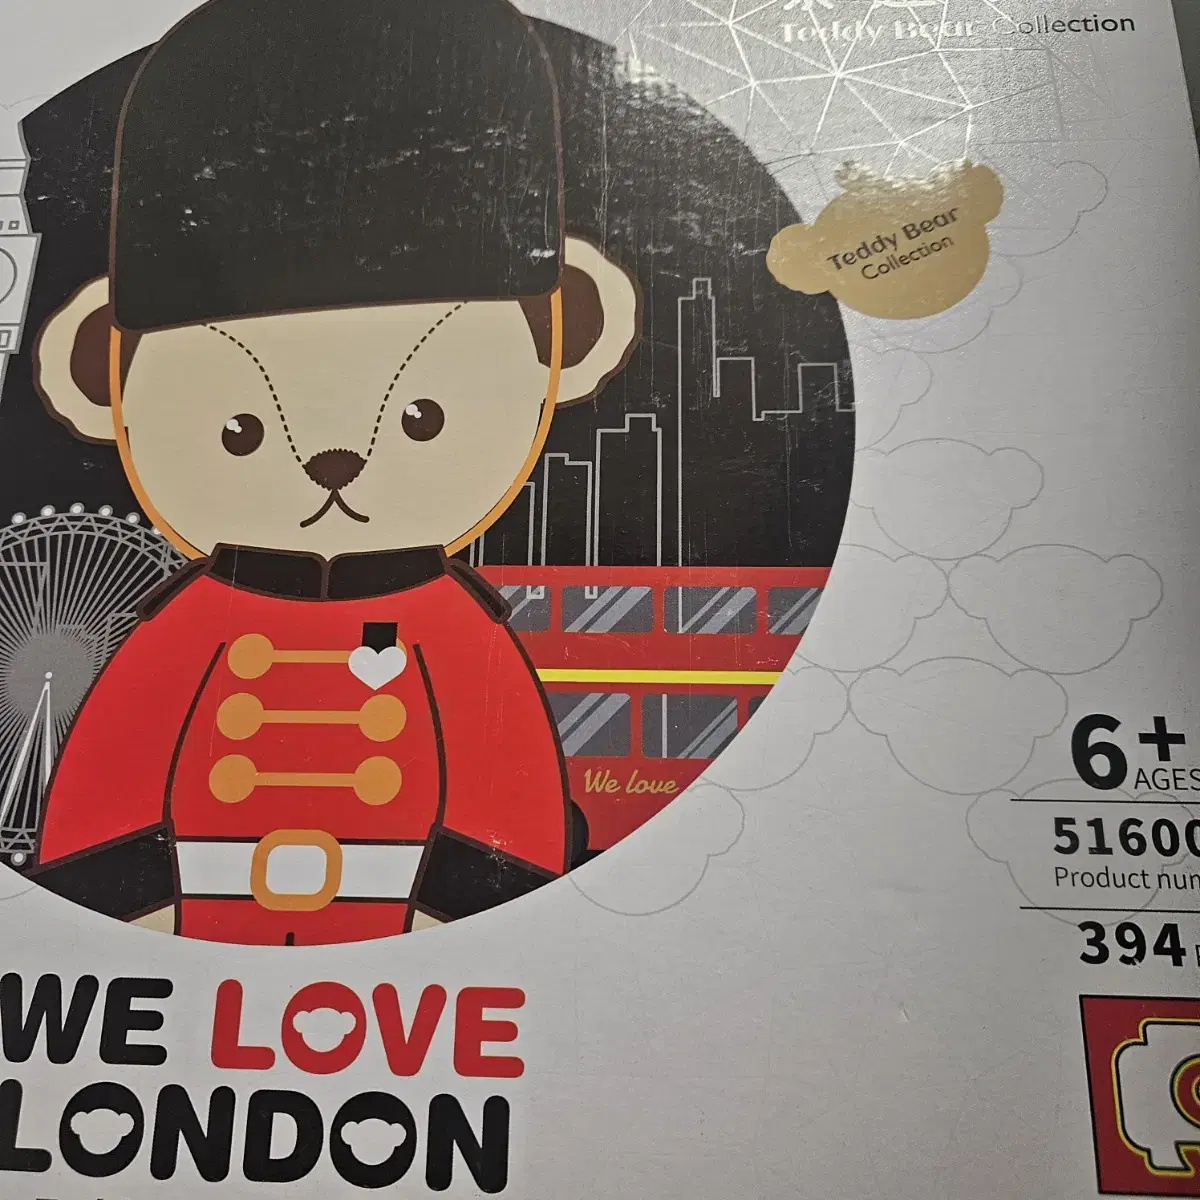 Teddy Bear Collection
Teddy Bear
Collection
We love
6+
AGES
51600
Product num
394
WE LOVE
LONDON